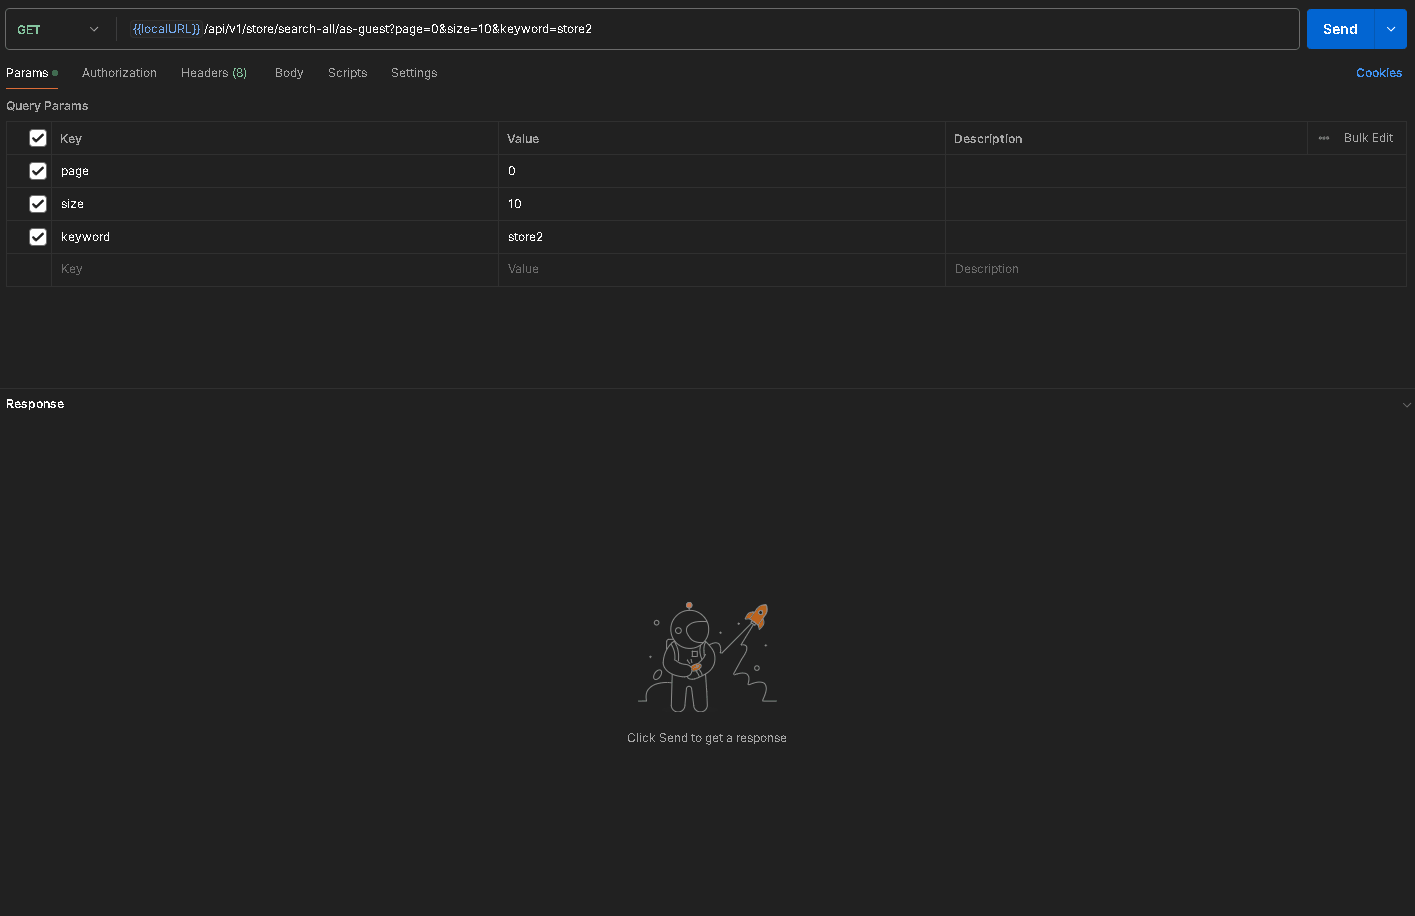 GET {{localURL}} /api/v1/store/search-all/as-guest?page=0&size=10&keyword=store2 Send
Params Authorization Headers (8) Body Scripts Settings Cookies
Query Params
Key Value Description Bulk Edit
page 0
size 10
keyword store2
Key Value Description
Response
Click Send to get a response